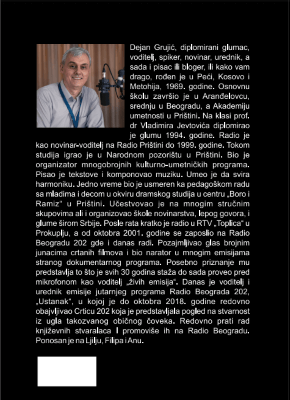 Dejan Grujić, diplomirani glumac,
voditelj, spiker, novinar, urednik, a
sada i pisac ili bloger, ili kako vam
drago, rođen je u Peći, Kosovo i
Metohija, 1969. godine. Osnovnu
školu završio je u Aranđelovcu,
srednju u Beogradu, a Akademiju
umetnosti u Prištini. Na klasi prof.
dr Vladimira Jevtovića diplomirao
je glumu 1994. godine. Radio je
kao novinar-voditelj na Radio Prištini do 1999. godine. Tokom
studija igrao je u Narodnom pozorištu u Prištini. Bio je
organizator mnogobrojnih kulturno-umetničkih programa.
Pisao je tekstove i komponovao muziku. Umeo je da svira
harmoniku. Jedno vreme bio je usmeren ka pedagoškom radu
sa mladima i decom u okviru dramskog studija u centru „Boro i
Ramiz" u Prištini. Učestvovao je na mnogim stručnim
skupovima ali i organizovao škole novinarstva, lepog govora, i
glume širom Srbije. Posle rata kratko je radio u RTV „Toplica" u
Prokuplju, a od oktobra 2001. godine se zaposlio na Radio
Beogradu 202 gde i danas radi. Pozajmljivao glas brojnim
junacima crtanih filmova i bio narator u mnogim emisijama
stranog dokumentarnog programa. Posebno priznanje mu
predstavlja to što je svih 30 godina staža do sada proveo pred
mikrofonom kao voditelj „živih emisija". Danas je voditelj i
urednik emisije jutarnjeg programa Radio Beograda 202,
„Ustanak", u kojoj je do oktobra 2018. godine redovno
objavljivao Crticu 202 koja je predstavljala pogled na stvarnost
iz ugla takozvanog običnog čoveka. Redovno prati rad
književnih stvaralaca I promoviše ih na Radio Beogradu.
Ponosan je na Ljilju, Filipa i Anu.